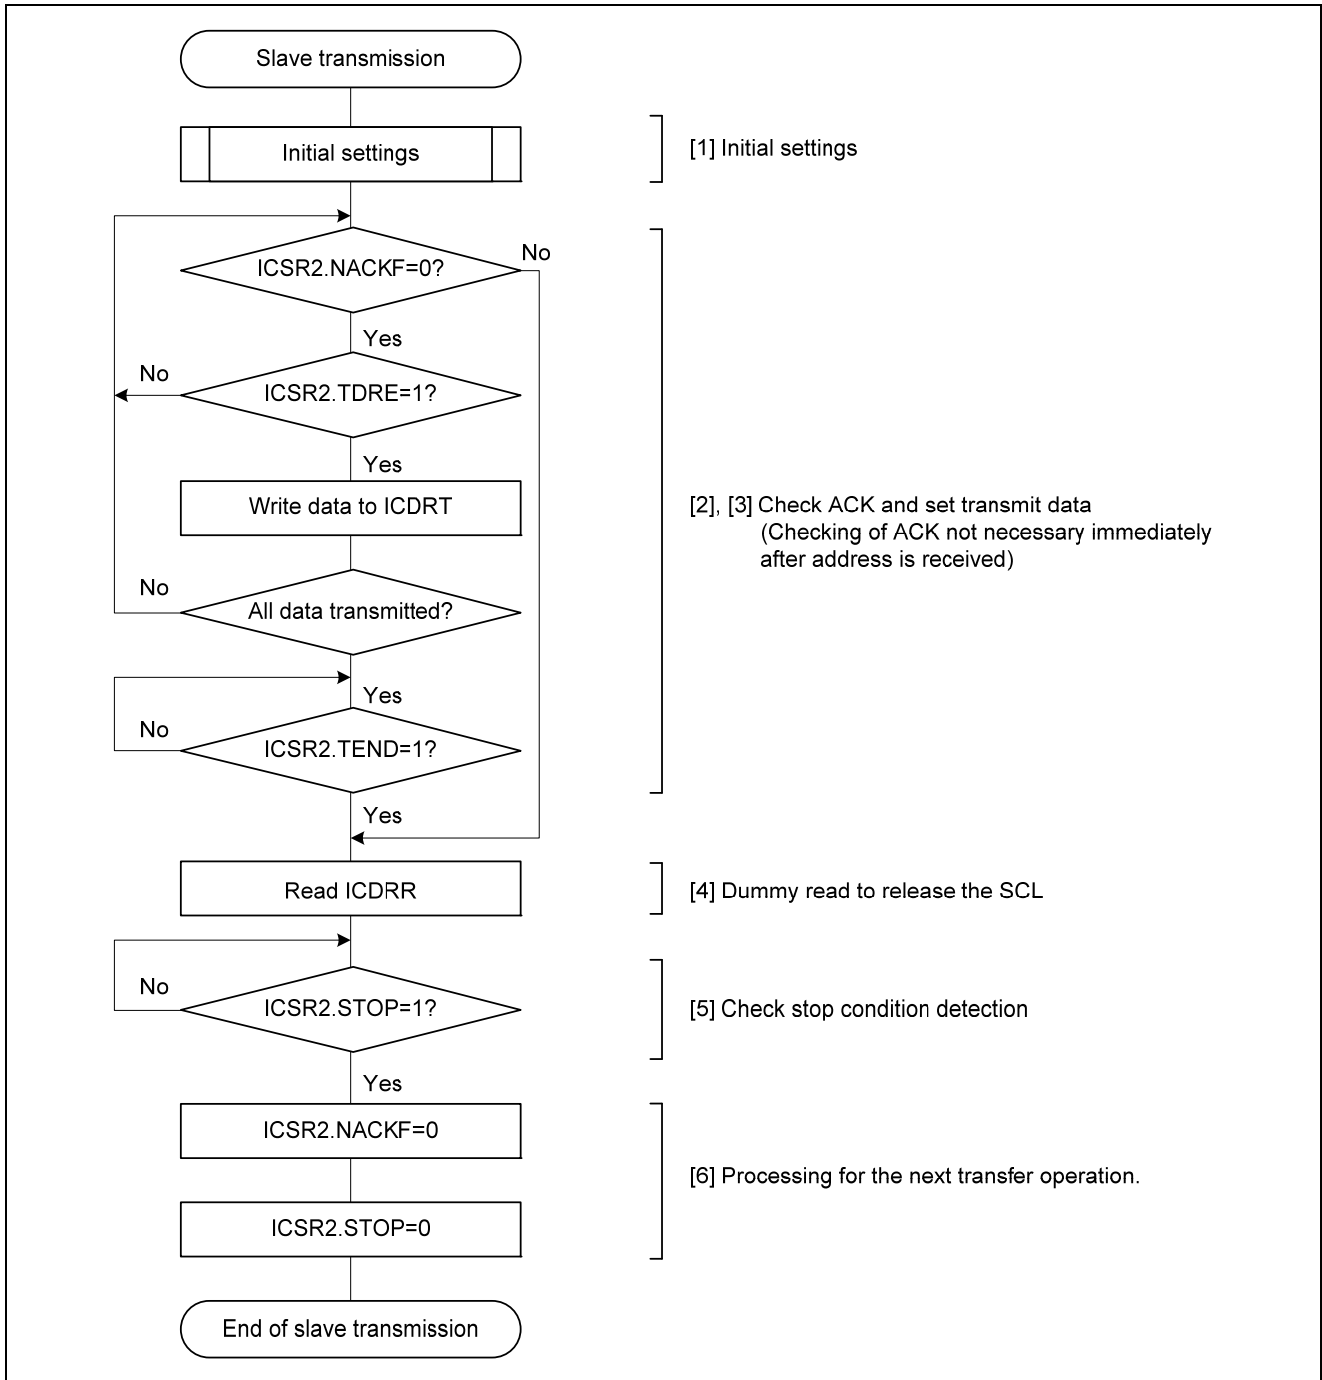 Slave transmission
Initial settings
[1] Initial settings
ICSR2.NACKF=0?
No
Yes
No
ICSR2.TDRE=1?
Yes
Write data to ICDRT
[2], [3] Check ACK and set transmit data
(Checking of ACK not necessary immediately
after address is received)
No
All data transmitted?
Yes
No
ICSR2.TEND=1?
Yes
Read ICDRR
[4] Dummy read to release the SCL
No
ICSR2.STOP=1?
[5] Check stop condition detection
Yes
ICSR2.NACKF=0
[6] Processing for the next transfer operation.
ICSR2.STOP=0
End of slave transmission